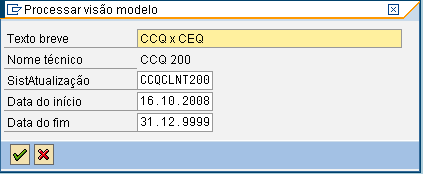 Processar visão modelo
Texto breve CCQ x CEQ
Nome técnico CCQ 200
SistAtualização CCQCLNT200
Data do início 16.10.2008
Data do fim 31.12.9999